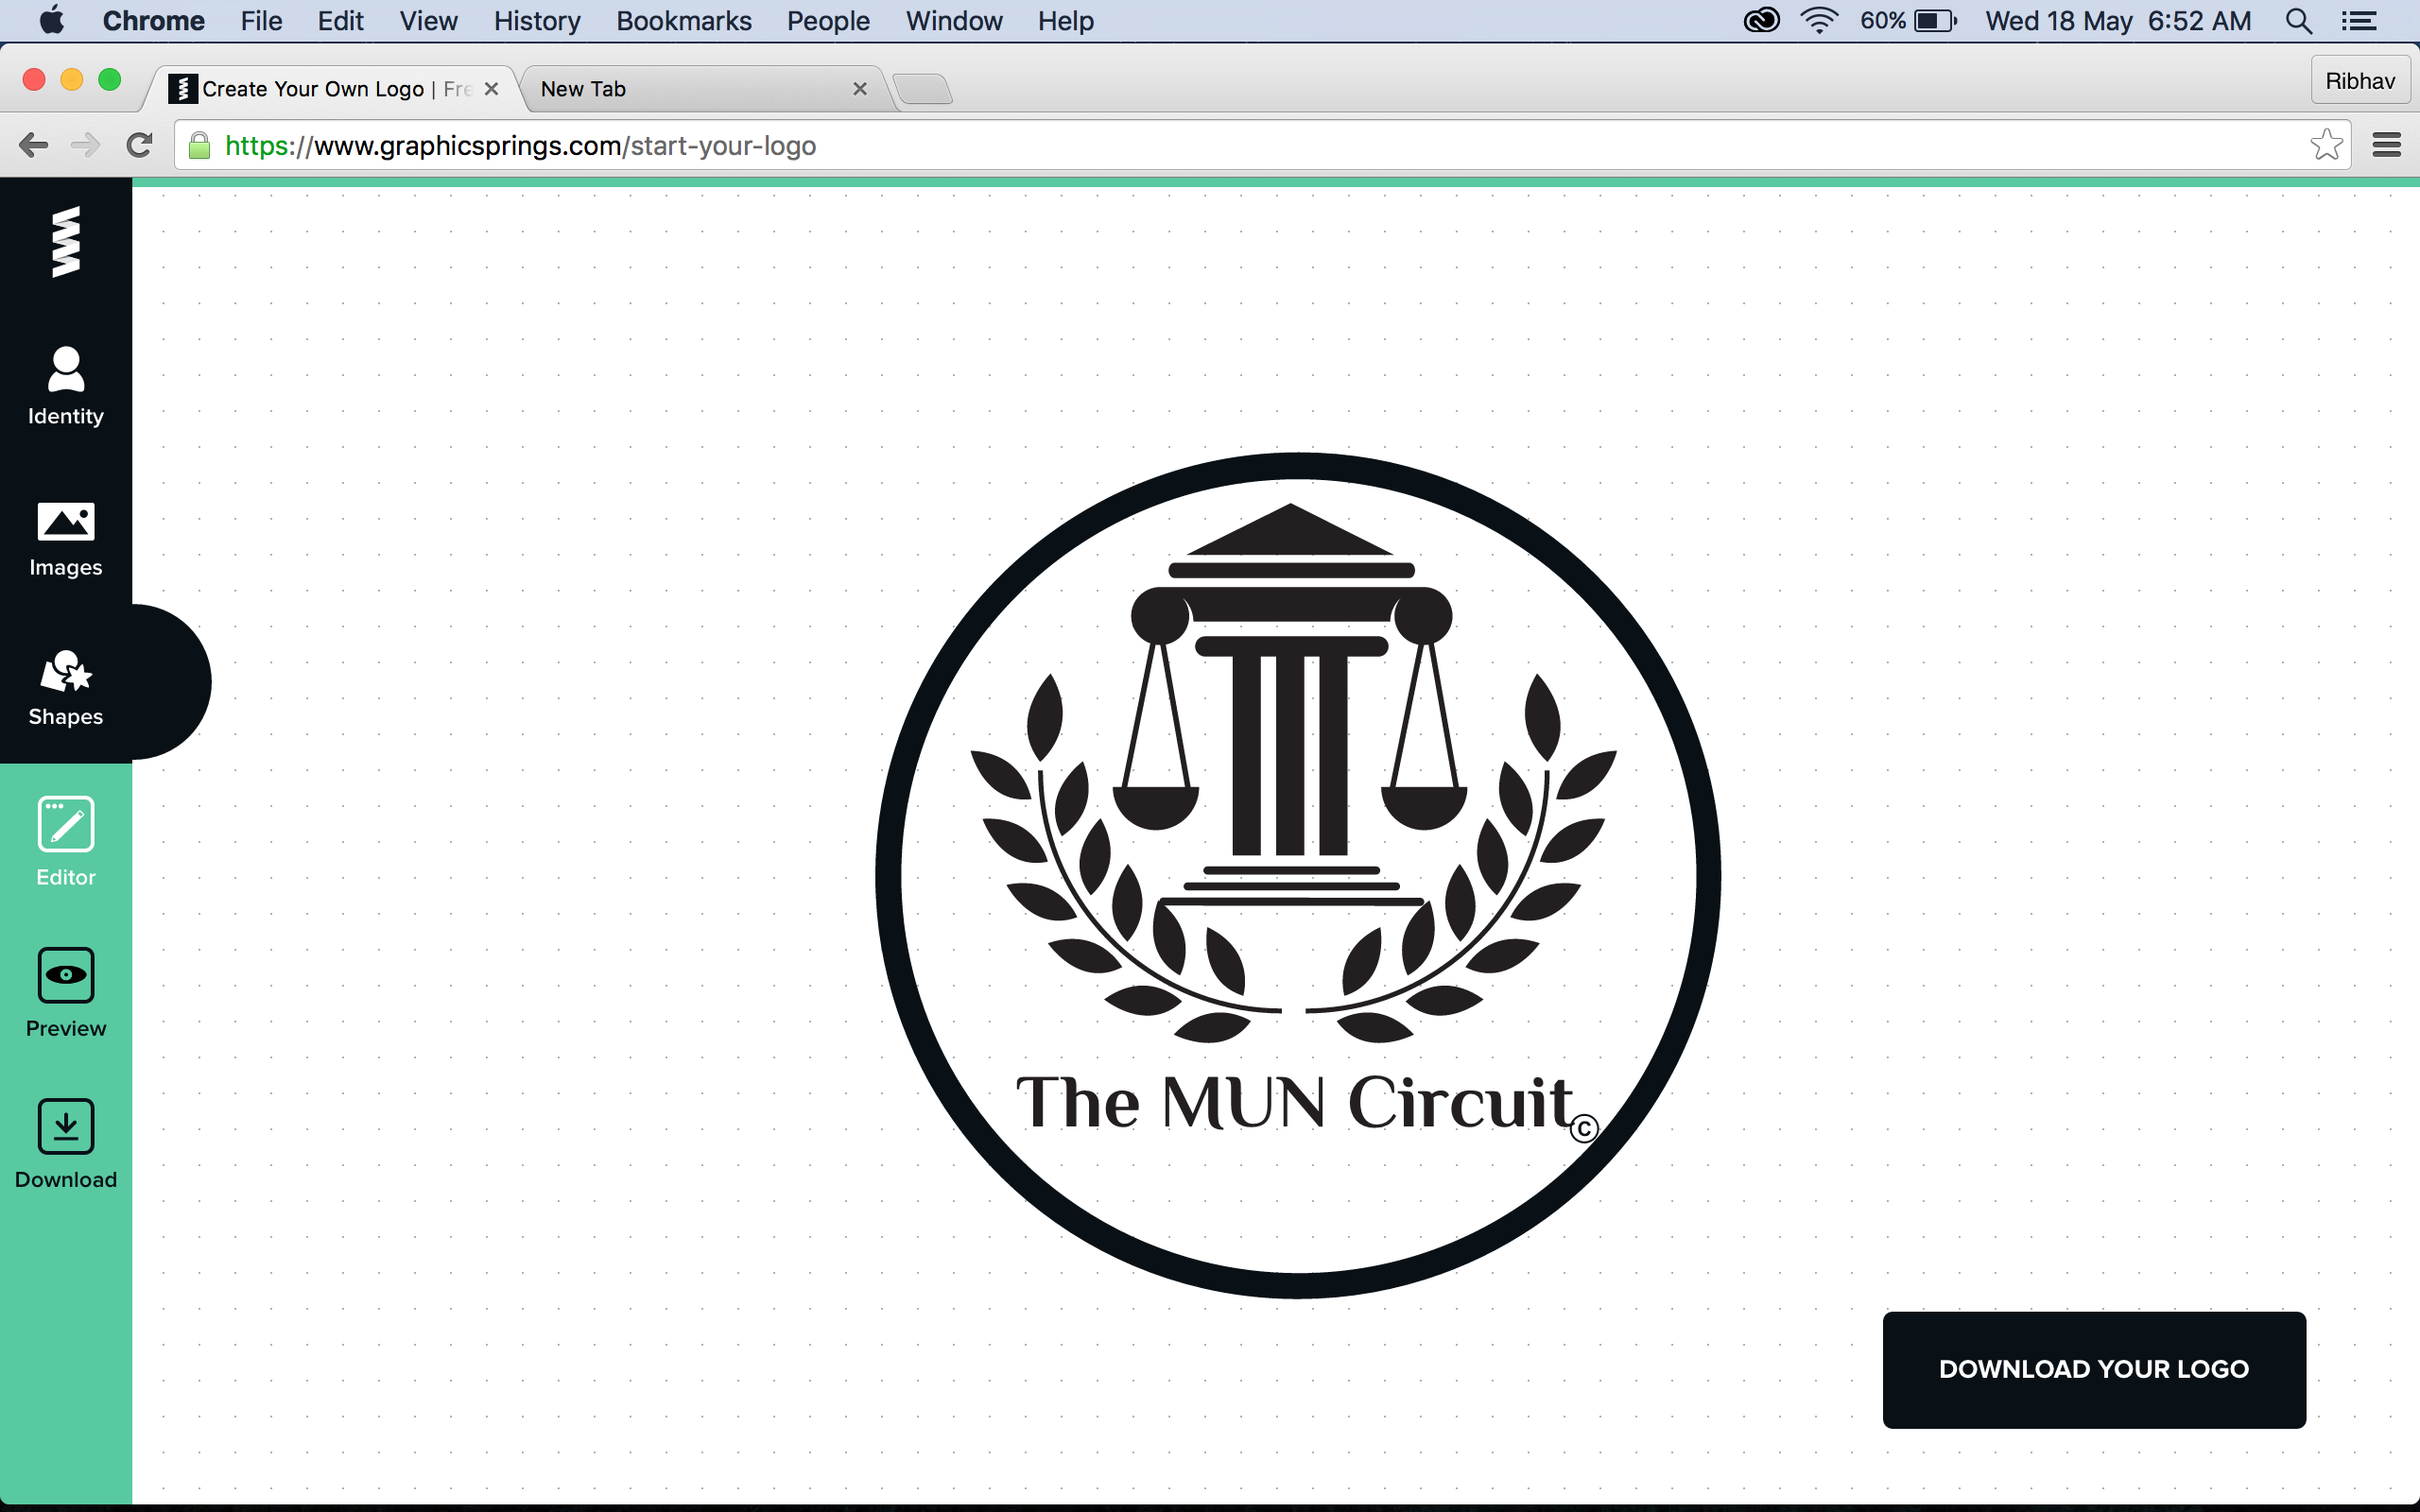 Chrome File Edit View History Bookmarks People Window Help 60% Wed 18 May 6:52 AM
Create Your Own Logo | Fre New Tab Ribhav
https://www.graphicsprings.com/start-your-logo
Identity
Images
Shapes
Editor
Preview
Download
The MUN Circuit©
DOWNLOAD YOUR LOGO